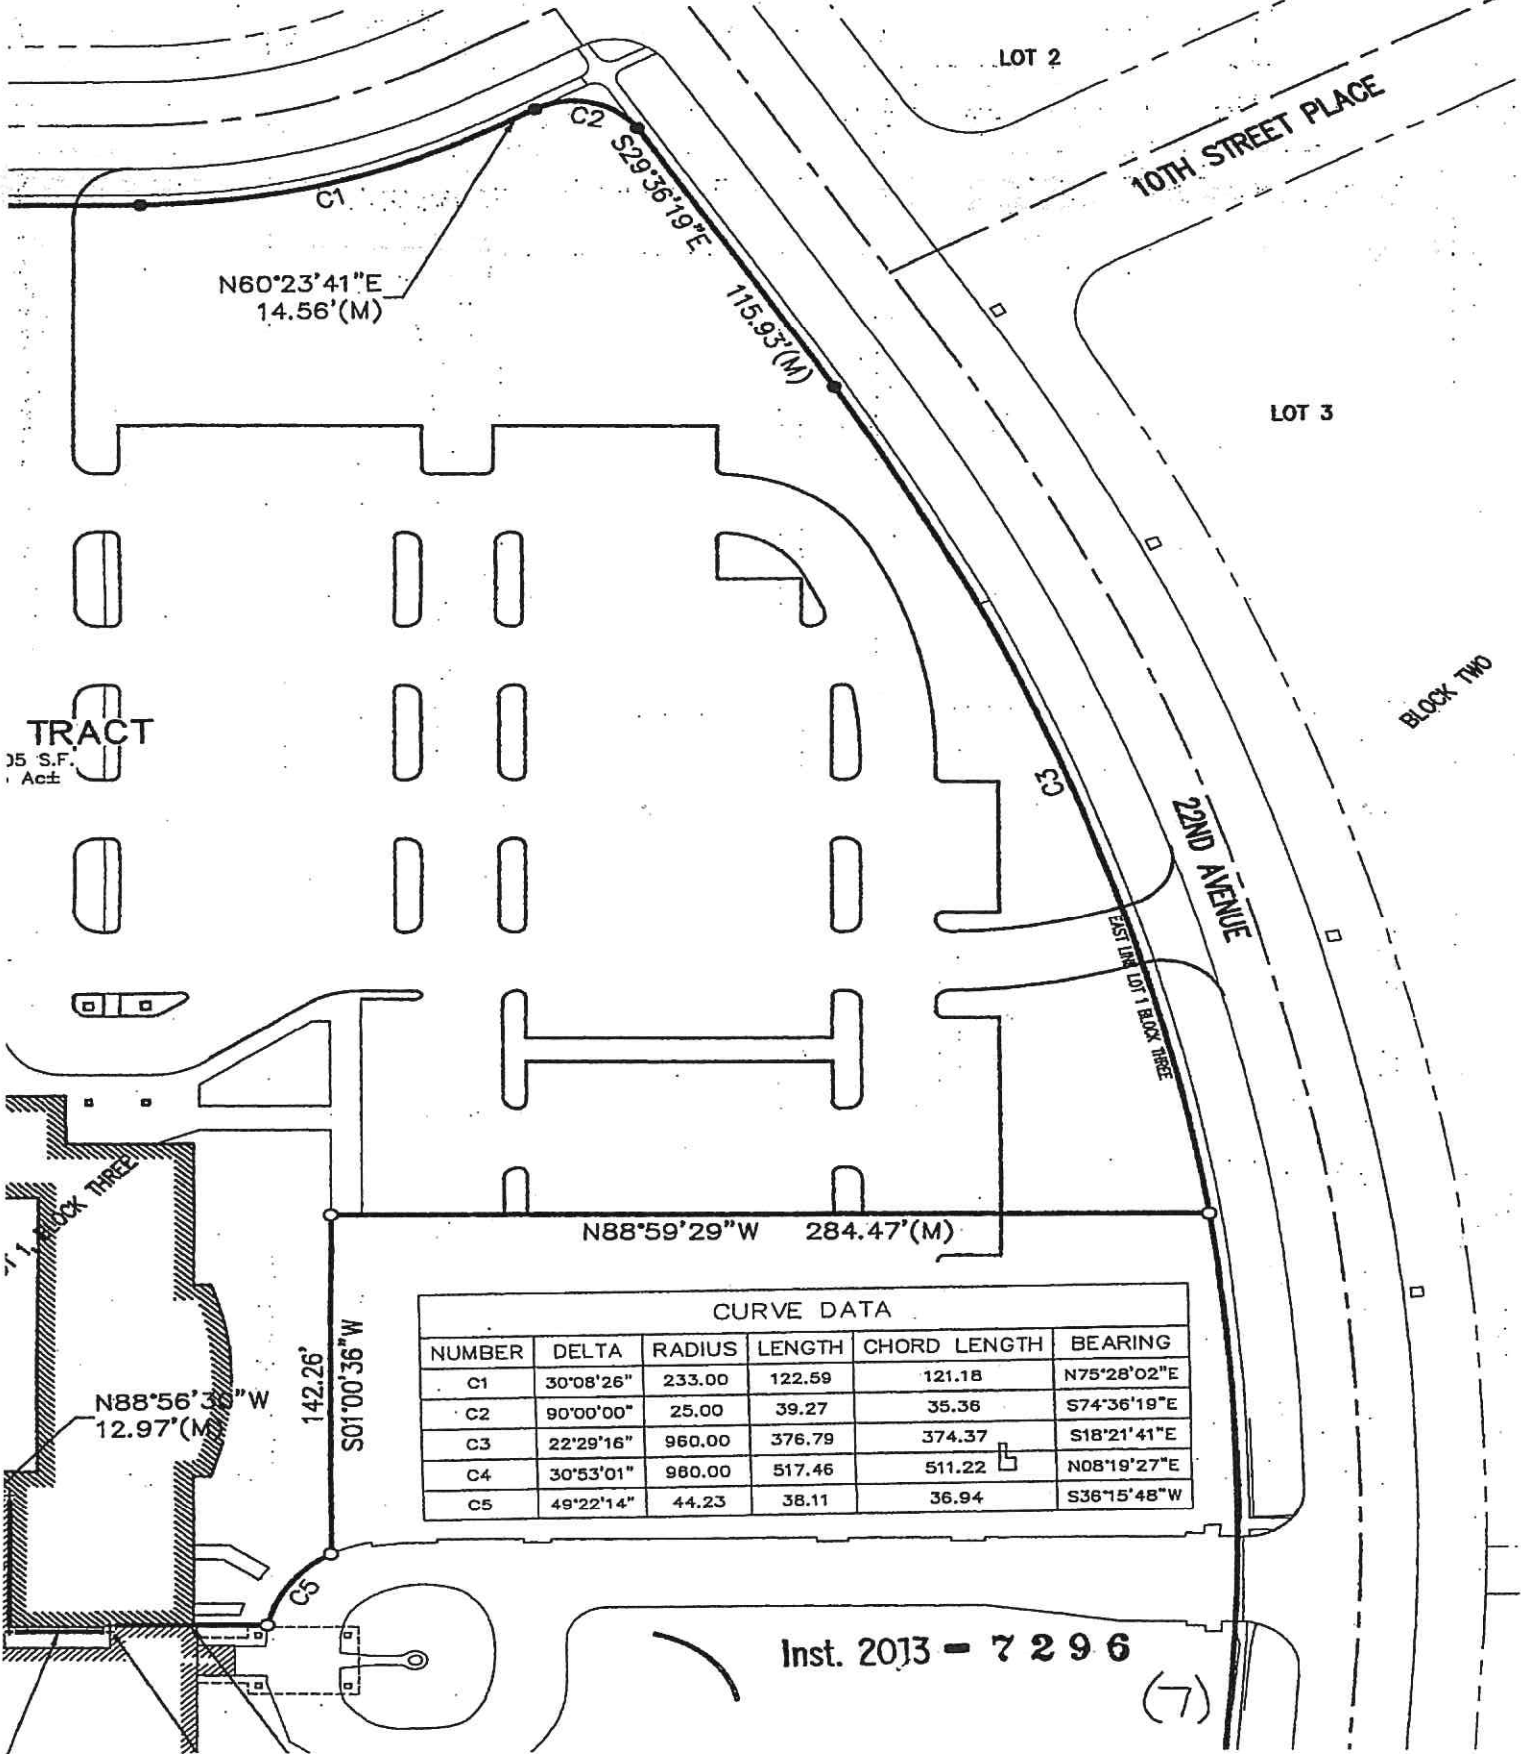 LOT 2
10TH STREET PLACE
C2
S29°36'19"E
C1
N60°23'41"E
14.56'(M)
115.93'(M)
LOT 3
BLOCK TWO
TRACT
05 S.F.
Ac±
C3
22ND AVENUE
EAST LINE LOT 1 BLOCK THREE
1, BLOCK THREE
N88°59'29"W 284.47'(M)
142.26'
S01°00'36"W
N88°56'36"W
12.97'(M)
CURVE DATA
NUMBER DELTA RADIUS LENGTH CHORD LENGTH BEARING
C1 30°08'26" 233.00 122.59 121.18 N75°28'02"E
C2 90°00'00" 25.00 39.27 35.36 S74°36'19"E
C3 22°29'16" 960.00 376.79 374.37 S18°21'41"E
C4 30°53'01" 960.00 517.46 511.22 N08°19'27"E
C5 49°22'14" 44.23 38.11 36.94 S36°15'48"W
C5
Inst. 2013 - 7296
(7)